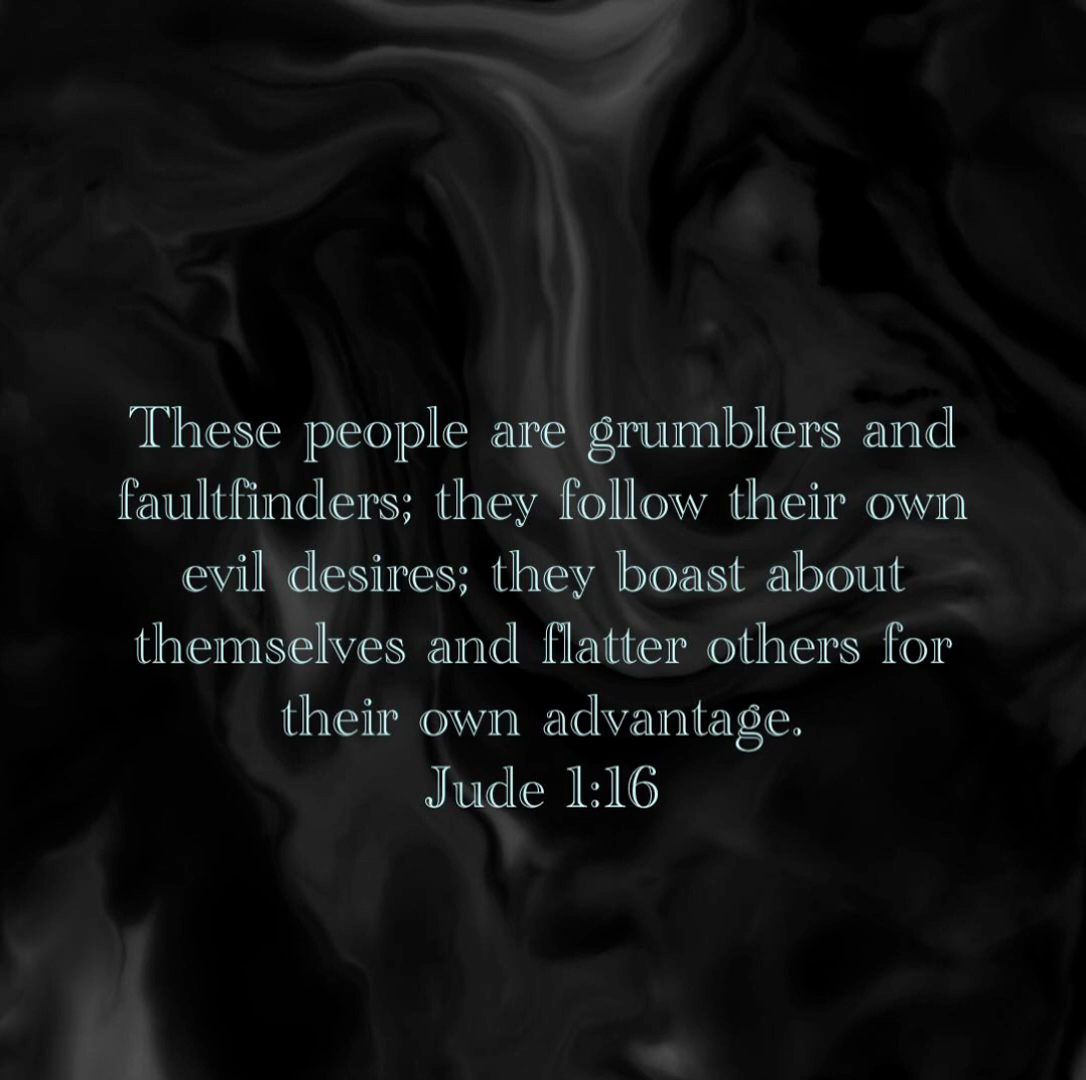 These people are grumblers and
faultfinders; they follow their own
evil desires; they boast about
themselves and flatter others for
their own advantage.
Jude 1:16